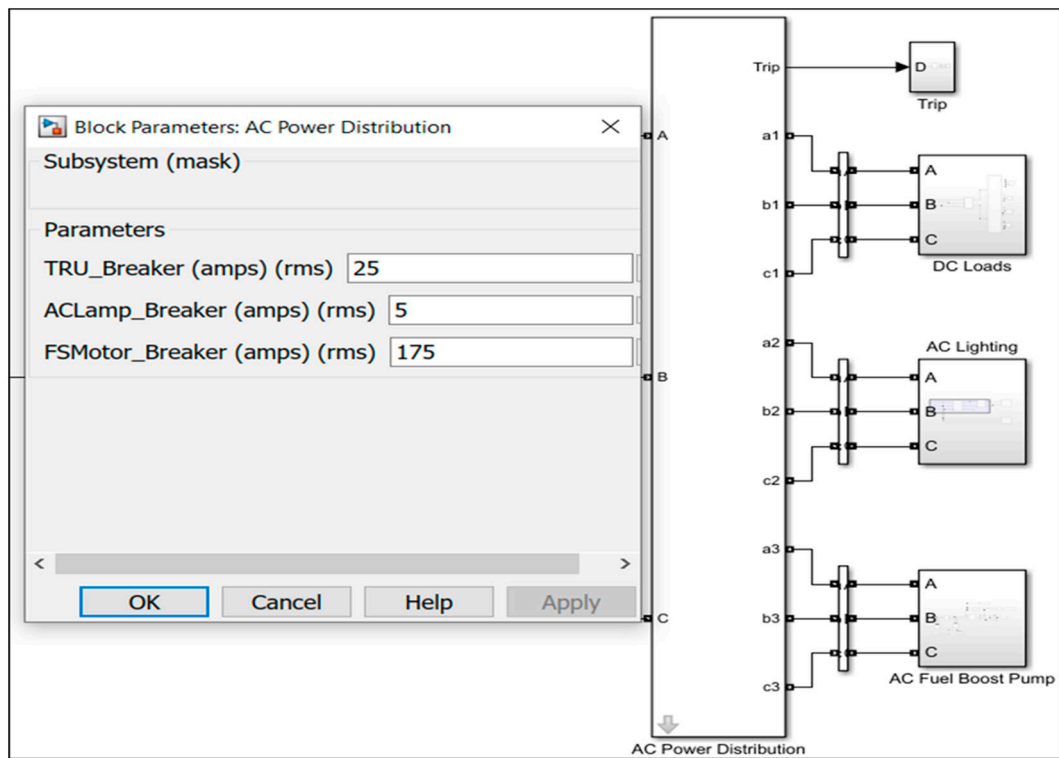 Block Parameters: AC Power Distribution
Subsystem (mask)
Parameters
TRU_Breaker (amps) (rms) 25
ACLamp_Breaker (amps) (rms) 5
FSMotor_Breaker (amps) (rms) 175
OK Cancel Help Apply
A
B
C
Trip
a1
b1
c1
a2
b2
c2
a3
b3
c3
AC Power Distribution
D
Trip
A
B
C
DC Loads
AC Lighting
A
B
C
A
B
C
AC Fuel Boost Pump